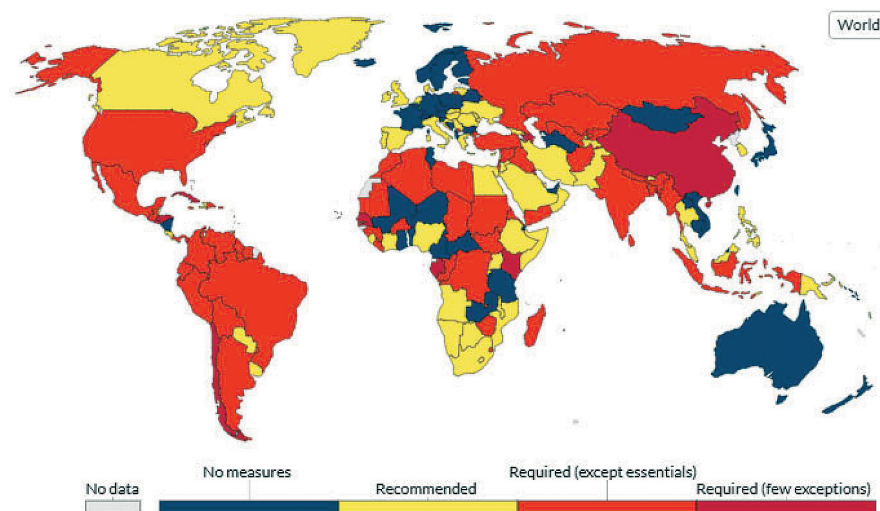 World
No measures
Required (except essentials)
No data
Recommended
Required (few exceptions)